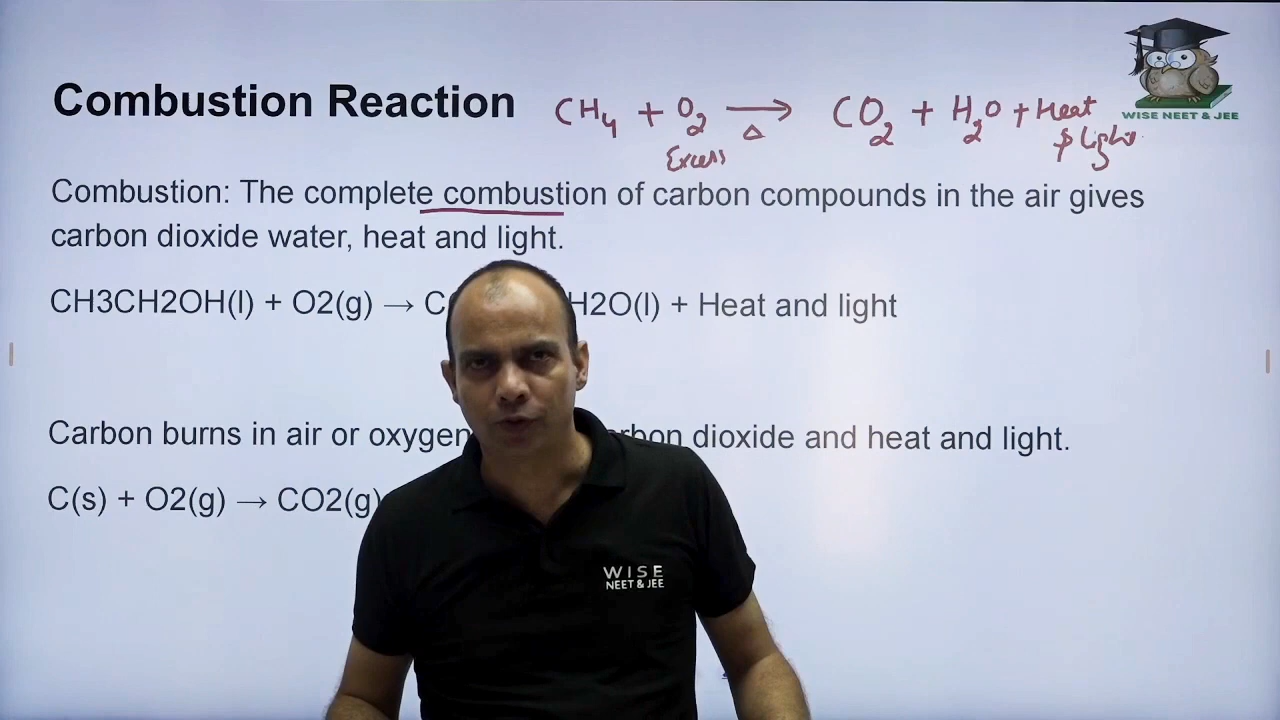 Combustion Reaction
CH4 + O2 → CO2 + H2O + Heat
Δ
Excess
& light
WISE NEET & JEE
Combustion: The complete combustion of carbon compounds in the air gives
carbon dioxide water, heat and light.
CH3CH2OH(l) + O2(g) → H2O(l) + Heat and light
Carbon burns in air or oxygen dioxide and heat and light.
C(s) + O2(g) → CO2(g)
WISE
NEET & JEE